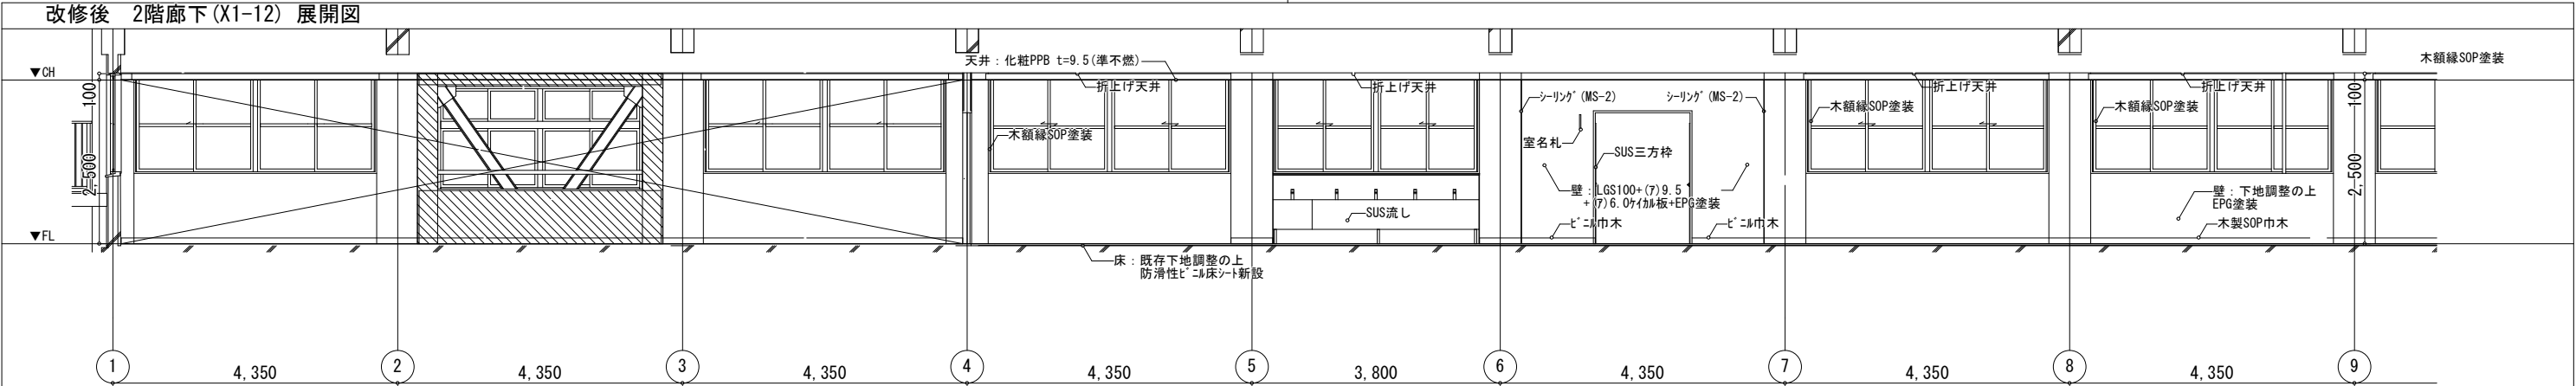 改修後　2階廊下(X1-12) 展開図
▼CH
100
2,500
▼FL
天井：化粧PPB t=9.5(準不燃)
折上げ天井
木額縁SOP塗装
折上げ天井
SUS流し
シーリング(MS-2)
シーリング(MS-2)
室名札
SUS三方枠
壁：LGS100+(ア)9.5
+(ア)6.0ケイカル板+EPG塗装
ビニル巾木
ビニル巾木
床：既存下地調整の上
防滑性ビニル床シート新設
木額縁SOP塗装
折上げ天井
木額縁SOP塗装
折上げ天井
壁：下地調整の上
EPG塗装
木製SOP巾木
100
2,500
木額縁SOP塗装
1 4,350 2 4,350 3 4,350 4 4,350 5 3,800 6 4,350 7 4,350 8 4,350 9